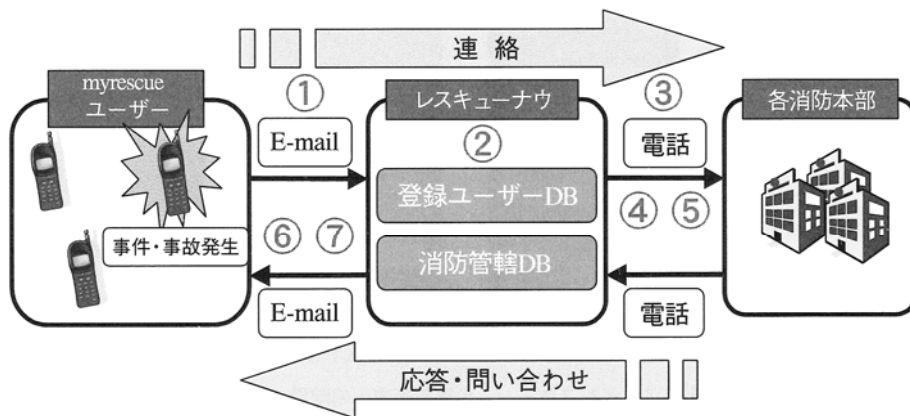 連絡
myrescue
ユーザー
①
E-mail
レスキューナウ
②
登録ユーザーDB
消防管轄DB
③
電話
④ ⑤
各消防本部
事件・事故発生
⑥ ⑦
E-mail
電話
応答・問い合わせ